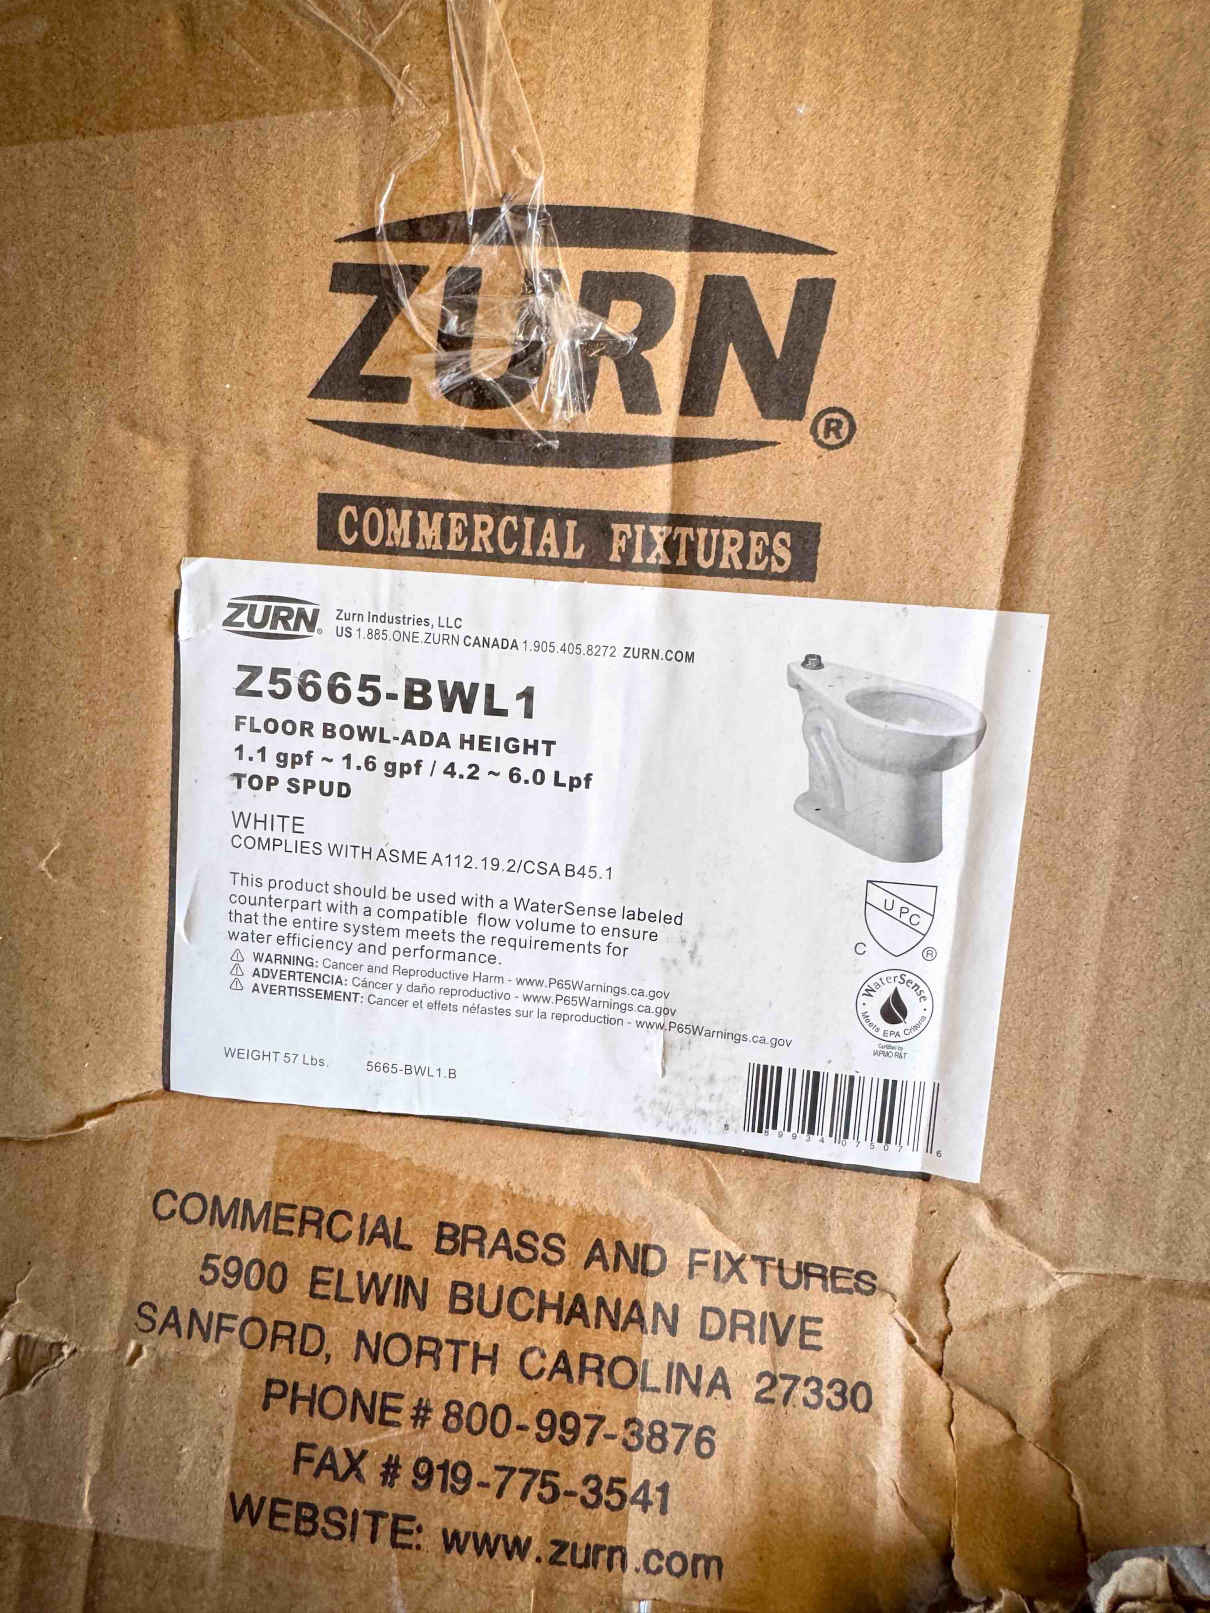 ZURN®
COMMERCIAL FIXTURES
ZURN®
Zurn Industries, LLC
US 1.885.ONE.ZURN CANADA 1.905.405.8272 ZURN.COM
Z5665-BWL1
FLOOR BOWL-ADA HEIGHT
1.1 gpf ~ 1.6 gpf / 4.2 ~ 6.0 Lpf
TOP SPUD
WHITE
COMPLIES WITH ASME A112.19.2/CSA B45.1
This product should be used with a WaterSense labeled
counterpart with a compatible flow volume to ensure
that the entire system meets the requirements for
water efficiency and performance.
⚠ WARNING: Cancer and Reproductive Harm - www.P65Warnings.ca.gov
⚠ ADVERTENCIA: Cáncer y daño reproductivo - www.P65Warnings.ca.gov
⚠ AVERTISSEMENT: Cancer et effets néfastes sur la reproduction - www.P65Warnings.ca.gov
WEIGHT 57 Lbs. 5665-BWL1.B
UPC
C ®
WaterSense
Meets EPA Criteria
Certified by
IAPMO R&T
COMMERCIAL BRASS AND FIXTURES
5900 ELWIN BUCHANAN DRIVE
SANFORD, NORTH CAROLINA 27330
PHONE # 800-997-3876
FAX # 919-775-3541
WEBSITE: www.zurn.com